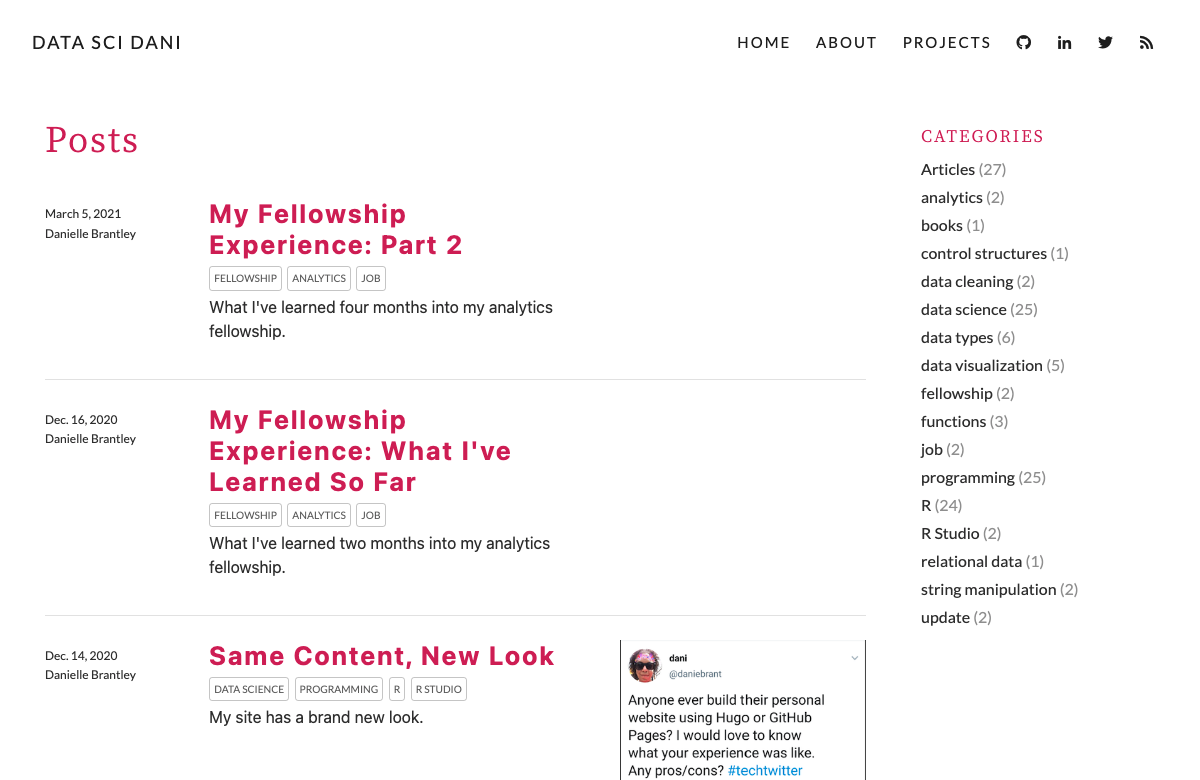 DATA SCI DANI
HOME ABOUT PROJECTS
Posts
March 5, 2021
Danielle Brantley
My Fellowship
Experience: Part 2
FELLOWSHIP ANALYTICS JOB
What I've learned four months into my analytics
fellowship.
Dec. 16, 2020
Danielle Brantley
My Fellowship
Experience: What I've
Learned So Far
FELLOWSHIP ANALYTICS JOB
What I've learned two months into my analytics
fellowship.
Dec. 14, 2020
Danielle Brantley
Same Content, New Look
DATA SCIENCE PROGRAMMING R R STUDIO
My site has a brand new look.
dani
@daniebrant
Anyone ever build their personal
website using Hugo or GitHub
Pages? I would love to know
what your experience was like.
Any pros/cons? #techtwitter
CATEGORIES
Articles (27)
analytics (2)
books (1)
control structures (1)
data cleaning (2)
data science (25)
data types (6)
data visualization (5)
fellowship (2)
functions (3)
job (2)
programming (25)
R (24)
R Studio (2)
relational data (1)
string manipulation (2)
update (2)